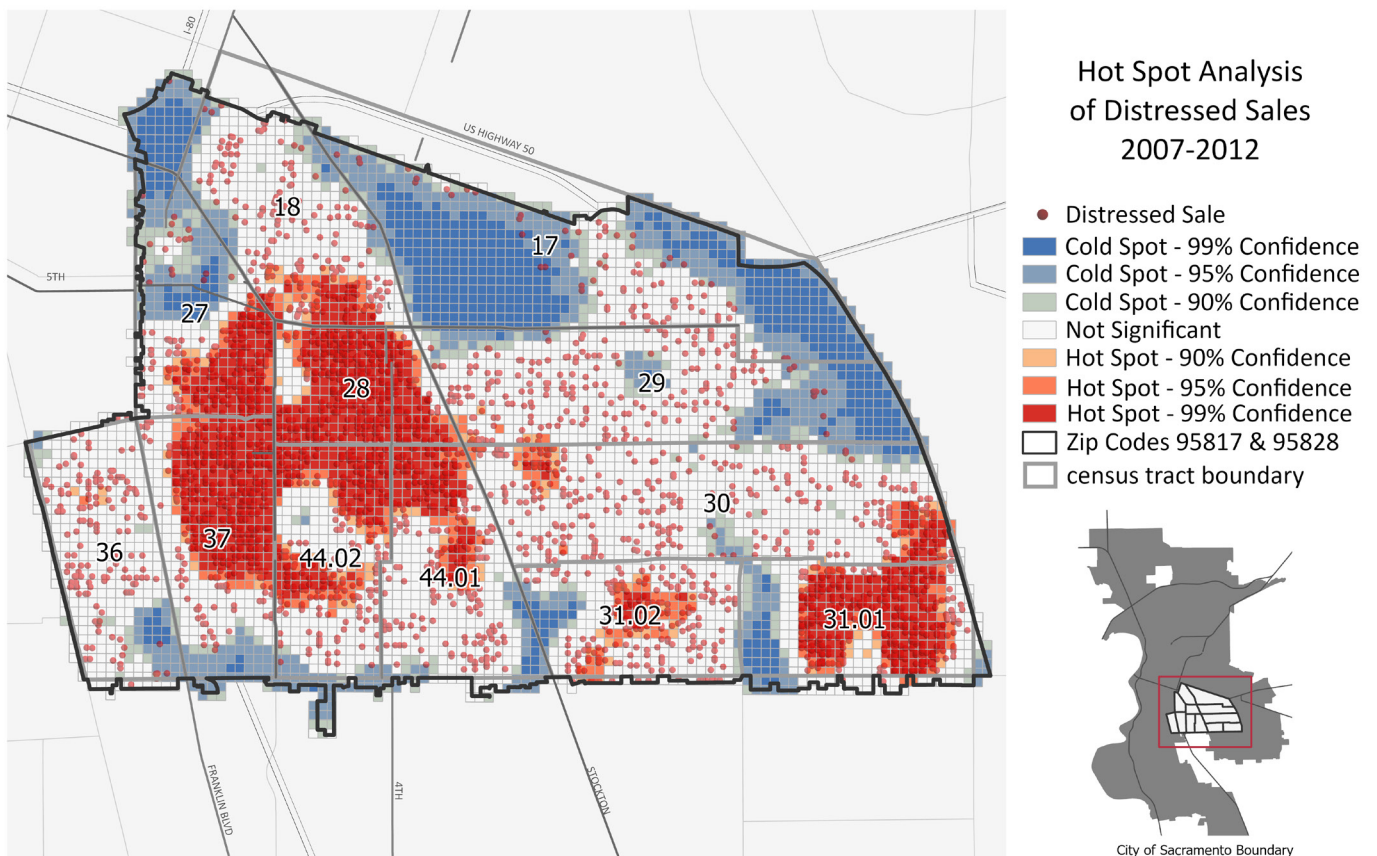 Hot Spot Analysis
of Distressed Sales
2007-2012
Distressed Sale
Cold Spot - 99% Confidence
Cold Spot - 95% Confidence
Cold Spot - 90% Confidence
Not Significant
Hot Spot - 90% Confidence
Hot Spot - 95% Confidence
Hot Spot - 99% Confidence
Zip Codes 95817 & 95828
census tract boundary
I-80
US HIGHWAY 50
18
17
5TH
27
28
29
30
36
37
44.02
44.01
31.02
31.01
FRANKLIN BLVD
4TH
STOCKTON
City of Sacramento Boundary